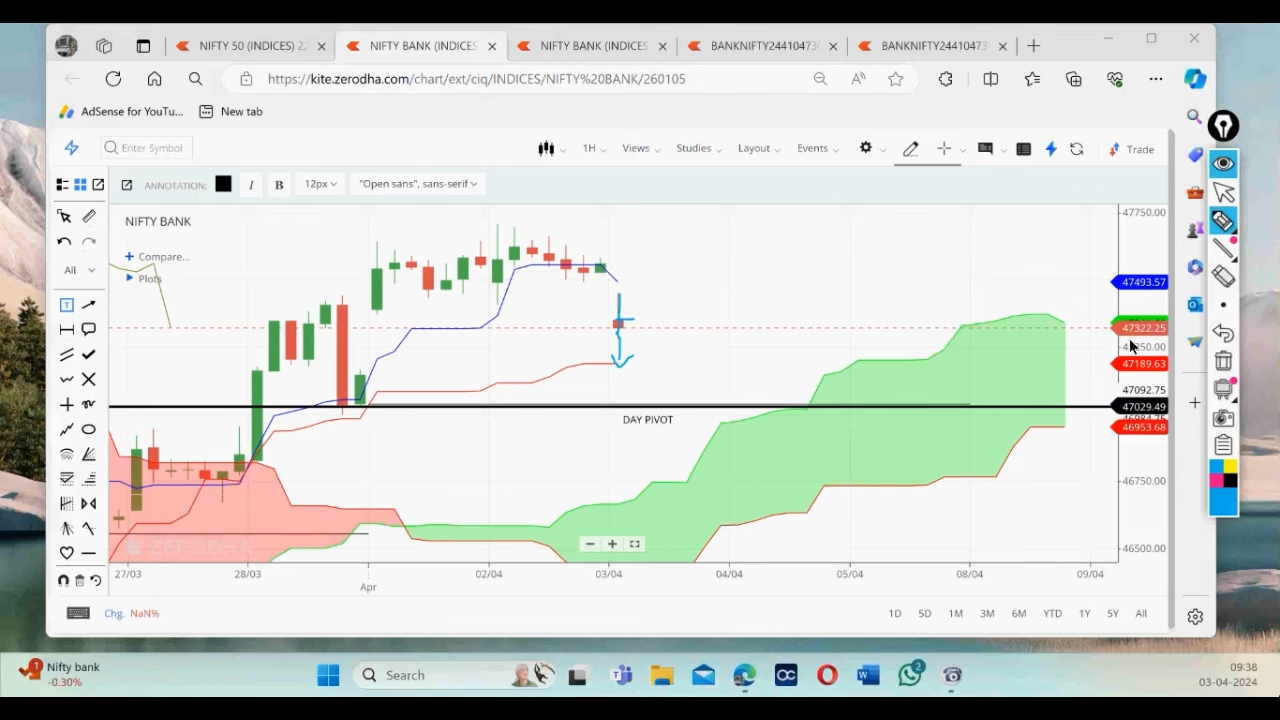 NIFTY 50 (INDICES) 2:
NIFTY BANK (INDICES
NIFTY BANK (INDICES
BANKNIFTY24410473
BANKNIFTY24410473
https://kite.zerodha.com/chart/ext/ciq/INDICES/NIFTY%20BANK/260105
AdSense for YouTu...
New tab
Enter Symbol
1H
Views
Studies
Layout
Events
Trade
ANNOTATION:
I
B
12px
"Open sans", sans-serif
All
NIFTY BANK
Compare...
Plots
47750.00
47493.57
47322.25
47189.63
47092.75
47029.49
46953.68
46750.00
46500.00
DAY PIVOT
ZERODHA
27/03
28/03
Apr
02/04
03/04
04/04
05/04
08/04
09/04
Chg. NaN%
1D
5D
1M
3M
6M
YTD
1Y
5Y
All
1
Nifty bank
-0.30%
Search
2
09:38
03-04-2024